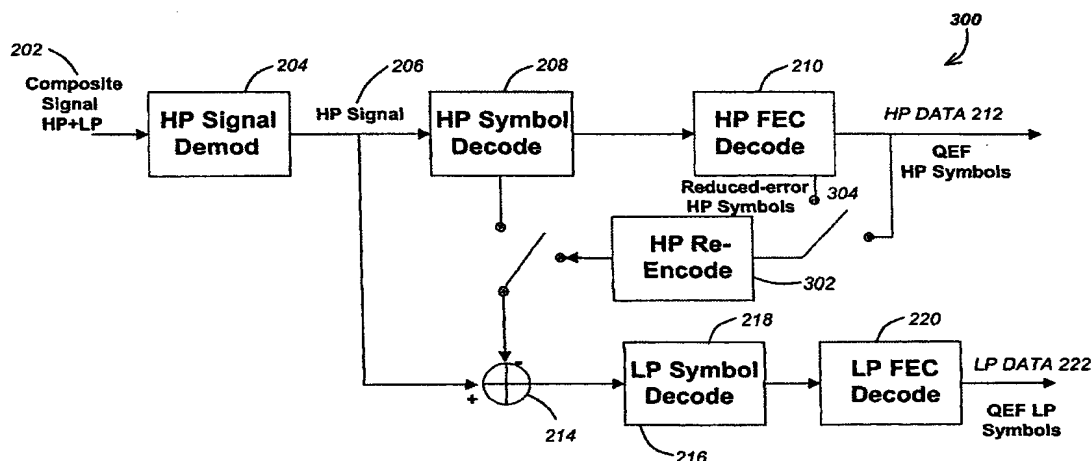 300
202
Composite
Signal
HP+LP
204
HP Signal
Demod
206
HP Signal
208
HP Symbol
Decode
210
HP FEC
Decode
HP DATA 212
QEF
HP Symbols
Reduced-error
HP Symbols
304
HP Re-
Encode
302
-
+
214
218
LP Symbol
Decode
216
220
LP FEC
Decode
LP DATA 222
QEF LP
Symbols